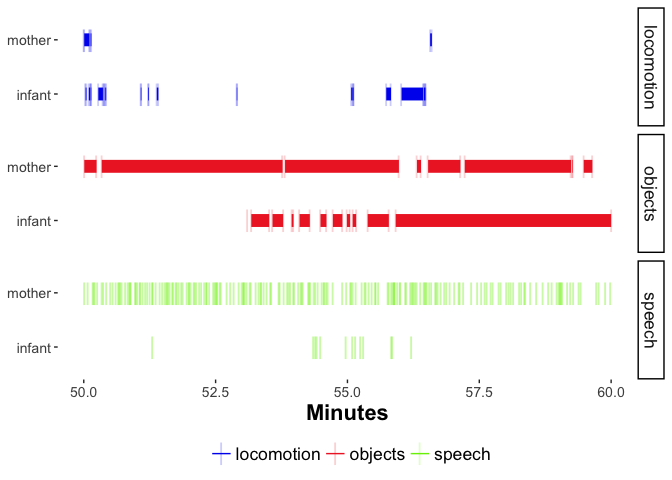 locomotion
mother
infant
objects
mother
infant
speech
mother
infant
50.0 52.5 55.0 57.5 60.0
Minutes
locomotion objects speech